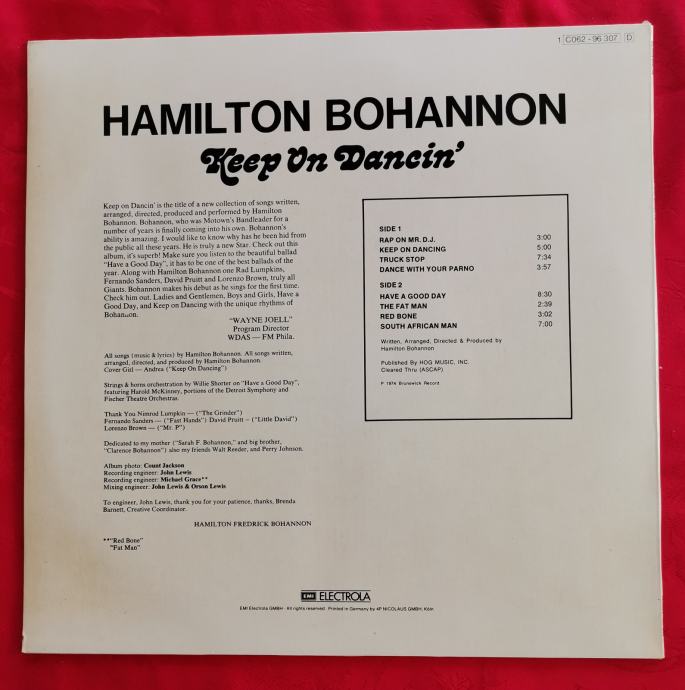 1 C062-96 307 D
HAMILTON BOHANNON
Keep On Dancin'
Keep on Dancin' is the title of a new collection of songs written,
arranged, directed, produced and performed by Hamilton
Bohannon. Bohannon, who was Motown's Bandleader for a
number of years is finally coming into his own. Bohannon's
ability is amazing. I would like to know why has he been hid from
the public all these years. He is truly a new Star. Check out this
album, it's superb! Make sure you listen to the beautiful ballad
"Have a Good Day", it has to be one of the best ballads of the
year. Along with Hamilton Bohannon one Rad Lumpkins,
Fernando Sanders, David Pruitt and Lorenzo Brown, truly all
Giants. Bohannon makes his debut as he sings for the first time.
Check him out. Ladies and Gentlemen, Boys and Girls, Have a
Good Day, and Keep on Dancing with the unique rhythms of
Bohannon.
"WAYNE JOELL"
Program Director
WDAS — FM Phila.
All songs (music & lyrics) by Hamilton Bohannon. All songs written,
arranged, directed, and produced by Hamilton Bohannon.
Cover Girl — Andrea ("Keep On Dancing")
Strings & horns orchestration by Willie Shorter on "Have a Good Day",
featuring Harold McKinney, portions of the Detroit Symphony and
Fischer Theatre Orchestras.
Thank You Nimrod Lumpkin — ("The Grinder")
Fernando Sanders — ("Fast Hands") David Pruitt — ("Little David")
Lorenzo Brown — ("Mr. P")
Dedicated to my mother ("Sarah F. Bohannon," and big brother,
"Clarence Bohannon") also my friends Walt Reeder, and Perry Johnson.
Album photo: Count Jackson
Recording engineer: John Lewis
Recording engineer: Michael Grace**
Mixing engineer: John Lewis & Orson Lewis
To engineer, John Lewis, thank you for your patience, thanks, Brenda
Barnett, Creative Coordinator.
HAMILTON FREDRICK BOHANNON
**"Red Bone"
"Fat Man"
SIDE 1
RAP ON MR. D.J. 3:00
KEEP ON DANCING 5:00
TRUCK STOP 7:34
DANCE WITH YOUR PARNO 3:57
SIDE 2
HAVE A GOOD DAY 8:30
THE FAT MAN 2:39
RED BONE 3:02
SOUTH AFRICAN MAN 7:00
Written, Arranged, Directed & Produced by
Hamilton Bohannon
Published By HOG MUSIC, INC.
Cleared Thru (ASCAP)
P 1974 Brunswick Record
EMI ELECTROLA
EMI Electrola GMBH · All rights reserved · Printed in Germany by 4P NICOLAUS GMBH, Köln